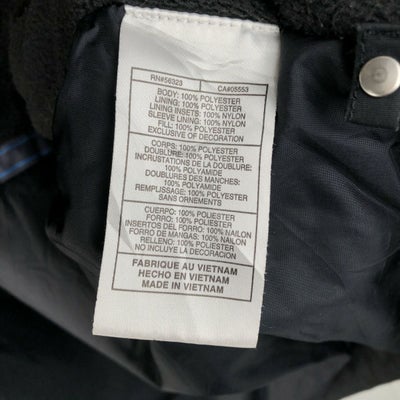 RN#56323 CA#05553
BODY: 100% POLYESTER
LINING: 100% POLYESTER
LINING INSETS: 100% NYLON
SLEEVE LINING: 100% NYLON
FILL: 100% POLYESTER
EXCLUSIVE OF DECORATION
CORPS: 100% POLYESTER
DOUBLURE: 100% POLYESTER
INCRUSTATIONS DE LA DOUBLURE:
100% POLYAMIDE
DOUBLURES DES MANCHES:
100% POLYAMIDE
REMPLISSAGE: 100% POLYESTER
SANS ORNEMENTS
CUERPO: 100% POLIESTER
FORRO: 100% POLIESTER
INSERTOS DEL FORRO: 100% NAILON
FORRO DE MANGAS: 100% NAILON
RELLENO: 100% POLIESTER
NO INCLUYE LA DECORACIÓN
FABRIQUE AU VIETNAM
HECHO EN VIETNAM
MADE IN VIETNAM